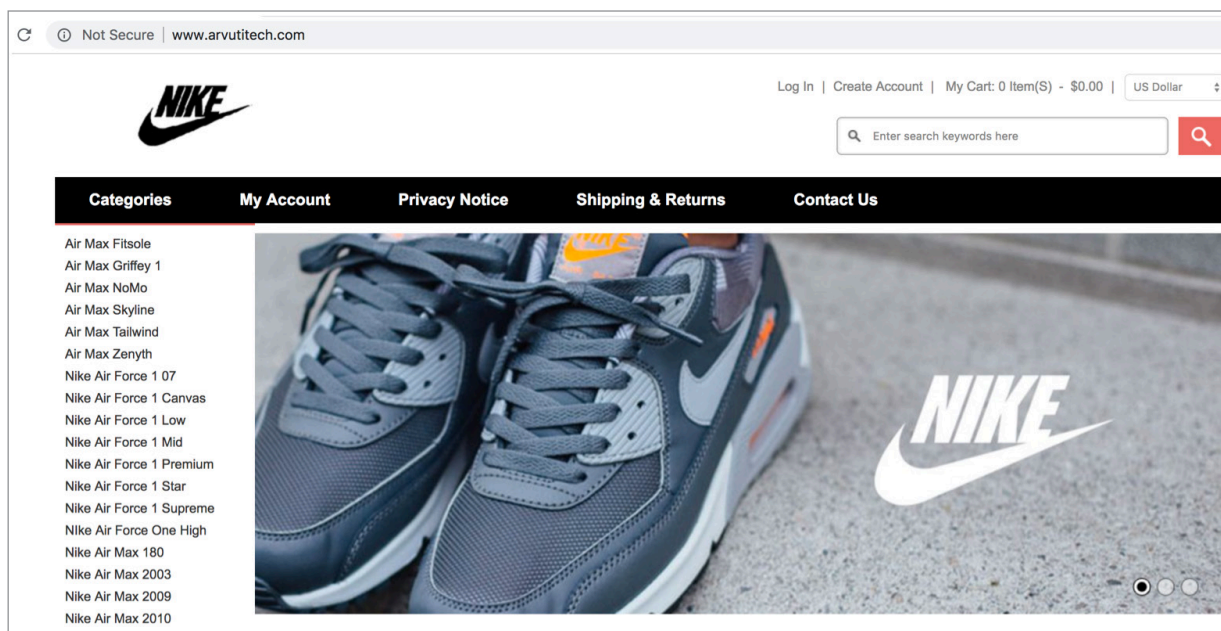 Not Secure | www.arvutitech.com
NIKE
Log In | Create Account | My Cart: 0 Item(S) - $0.00 | US Dollar
Enter search keywords here
Categories My Account Privacy Notice Shipping & Returns Contact Us
Air Max Fitsole
Air Max Griffey 1
Air Max NoMo
Air Max Skyline
Air Max Tailwind
Air Max Zenyth
Nike Air Force 1 07
Nike Air Force 1 Canvas
Nike Air Force 1 Low
Nike Air Force 1 Mid
Nike Air Force 1 Premium
Nike Air Force 1 Star
Nike Air Force 1 Supreme
NIke Air Force One High
Nike Air Max 180
Nike Air Max 2003
Nike Air Max 2009
Nike Air Max 2010
NIKE
NIKE